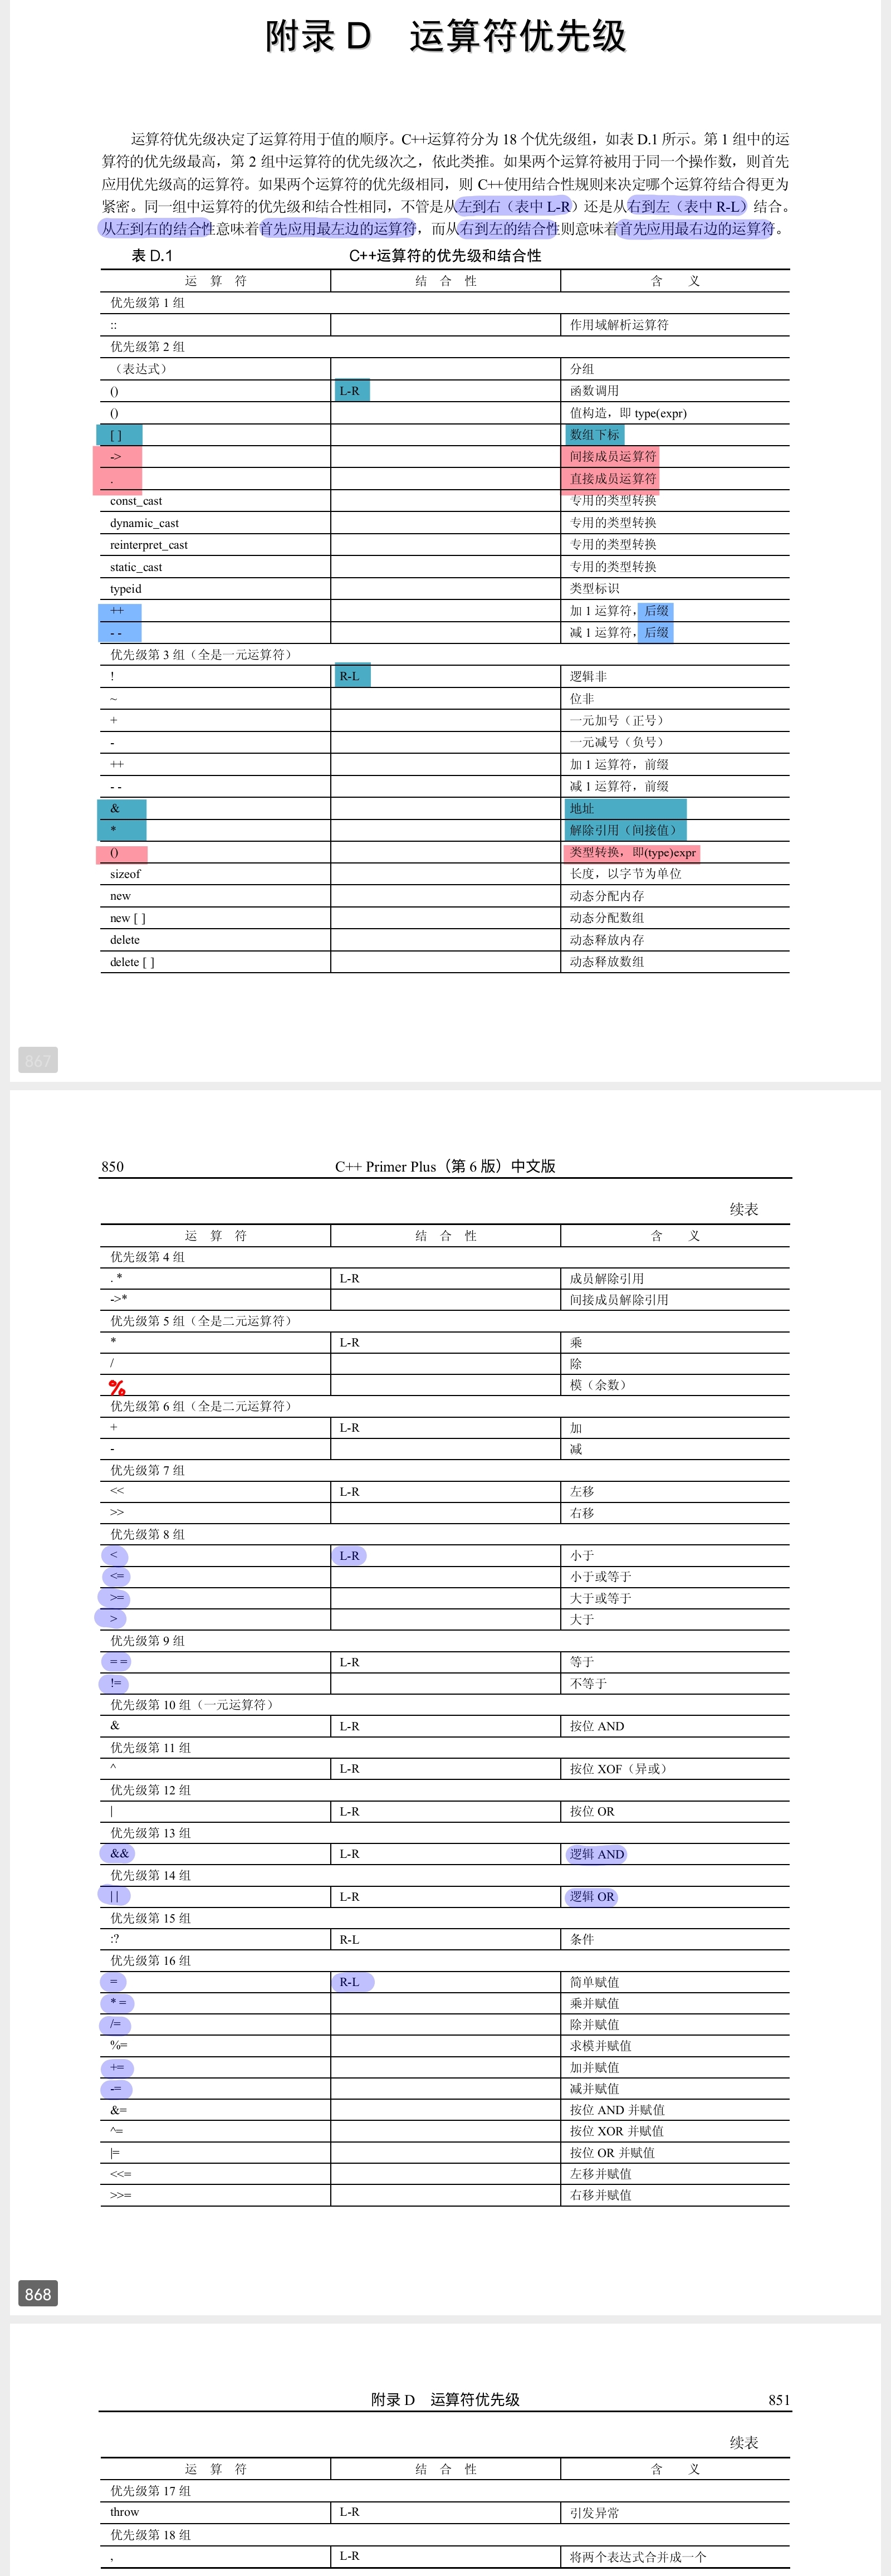 附录 D 运算符优先级
运算符优先级决定了运算符用于值的顺序。C++运算符分为 18 个优先级组，如表 D.1 所示。第 1 组中的运
算符的优先级最高，第 2 组中运算符的优先级次之，依此类推。如果两个运算符被用于同一个操作数，则首先
应用优先级高的运算符。如果两个运算符的优先级相同，则 C++使用结合性规则来决定哪个运算符结合得更为
紧密。同一组中运算符的优先级和结合性相同，不管是从左到右（表中 L-R）还是从右到左（表中 R-L）结合。
从左到右的结合性意味着首先应用最左边的运算符，而从右到左的结合性则意味着首先应用最右边的运算符。
表 D.1 C++运算符的优先级和结合性
运 算 符 结 合 性 含 义
优先级第 1 组
:: 作用域解析运算符
优先级第 2 组
（表达式） 分组
() L-R 函数调用
() 值构造，即 type(expr)
[ ] 数组下标
-> 间接成员运算符
. 直接成员运算符
const_cast 专用的类型转换
dynamic_cast 专用的类型转换
reinterpret_cast 专用的类型转换
static_cast 专用的类型转换
typeid 类型标识
++ 加 1 运算符，后缀
- - 减 1 运算符，后缀
优先级第 3 组（全是一元运算符）
! R-L 逻辑非
~ 位非
+ 一元加号（正号）
- 一元减号（负号）
++ 加 1 运算符，前缀
- - 减 1 运算符，前缀
& 地址
* 解除引用（间接值）
() 类型转换，即(type)expr
sizeof 长度，以字节为单位
new 动态分配内存
new [ ] 动态分配数组
delete 动态释放内存
delete [ ] 动态释放数组
867
850 C++ Primer Plus（第 6 版）中文版
续表
运 算 符 结 合 性 含 义
优先级第 4 组
. * L-R 成员解除引用
->* 间接成员解除引用
优先级第 5 组（全是二元运算符）
* L-R 乘
/ 除
% 模（余数）
优先级第 6 组（全是二元运算符）
+ L-R 加
- 减
优先级第 7 组
<< L-R 左移
>> 右移
优先级第 8 组
< L-R 小于
<= 小于或等于
>= 大于或等于
> 大于
优先级第 9 组
= = L-R 等于
!= 不等于
优先级第 10 组（一元运算符）
& L-R 按位 AND
优先级第 11 组
^ L-R 按位 XOF（异或）
优先级第 12 组
| L-R 按位 OR
优先级第 13 组
&& L-R 逻辑 AND
优先级第 14 组
| | L-R 逻辑 OR
优先级第 15 组
:? R-L 条件
优先级第 16 组
= R-L 简单赋值
* = 乘并赋值
/= 除并赋值
%= 求模并赋值
+= 加并赋值
-= 减并赋值
&= 按位 AND 并赋值
^= 按位 XOR 并赋值
|= 按位 OR 并赋值
<<= 左移并赋值
>>= 右移并赋值
868
附录 D 运算符优先级 851
续表
运 算 符 结 合 性 含 义
优先级第 17 组
throw L-R 引发异常
优先级第 18 组
, L-R 将两个表达式合并成一个